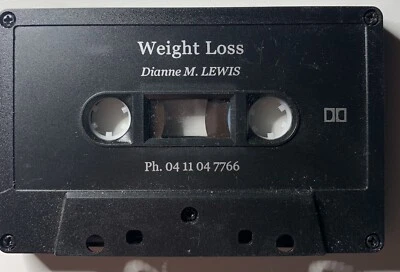 Weight Loss
Dianne M. LEWIS
Ph. 04 11 04 7766